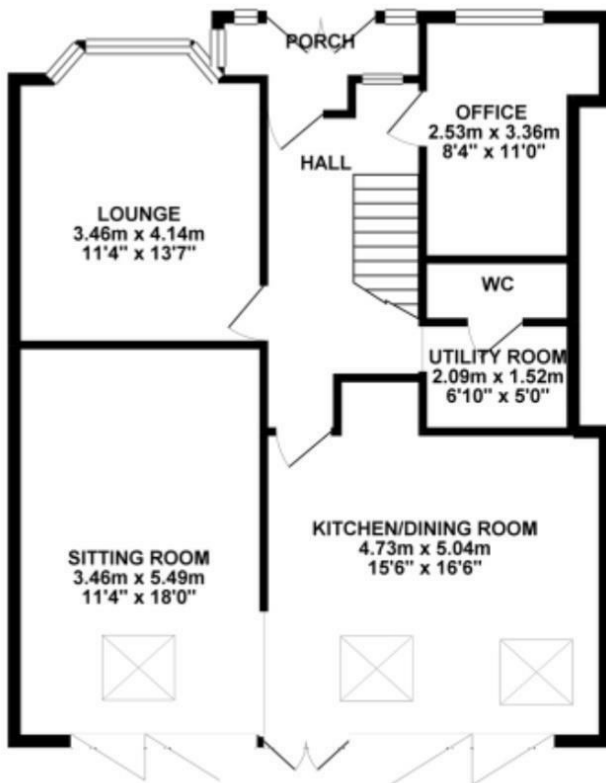 PORCH
OFFICE
2.53m x 3.36m
8'4" x 11'0"
HALL
LOUNGE
3.46m x 4.14m
11'4" x 13'7"
WC
UTILITY ROOM
2.09m x 1.52m
6'10" x 5'0"
KITCHEN/DINING ROOM
4.73m x 5.04m
15'6" x 16'6"
SITTING ROOM
3.46m x 5.49m
11'4" x 18'0"